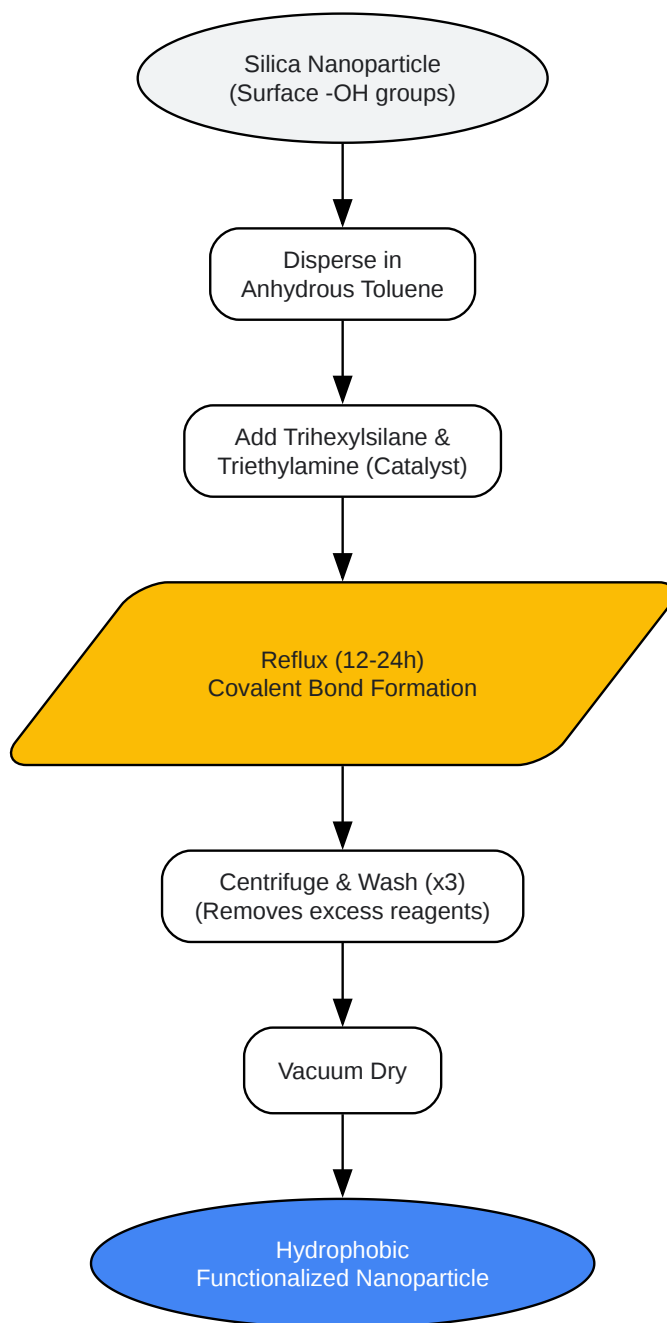 Silica Nanoparticle
(Surface -OH groups)
Disperse in
Anhydrous Toluene
Add Trihexylsilane &
Triethylamine (Catalyst)
Reflux (12-24h)
Covalent Bond Formation
Centrifuge & Wash (x3)
(Removes excess reagents)
Vacuum Dry
Hydrophobic
Functionalized Nanoparticle